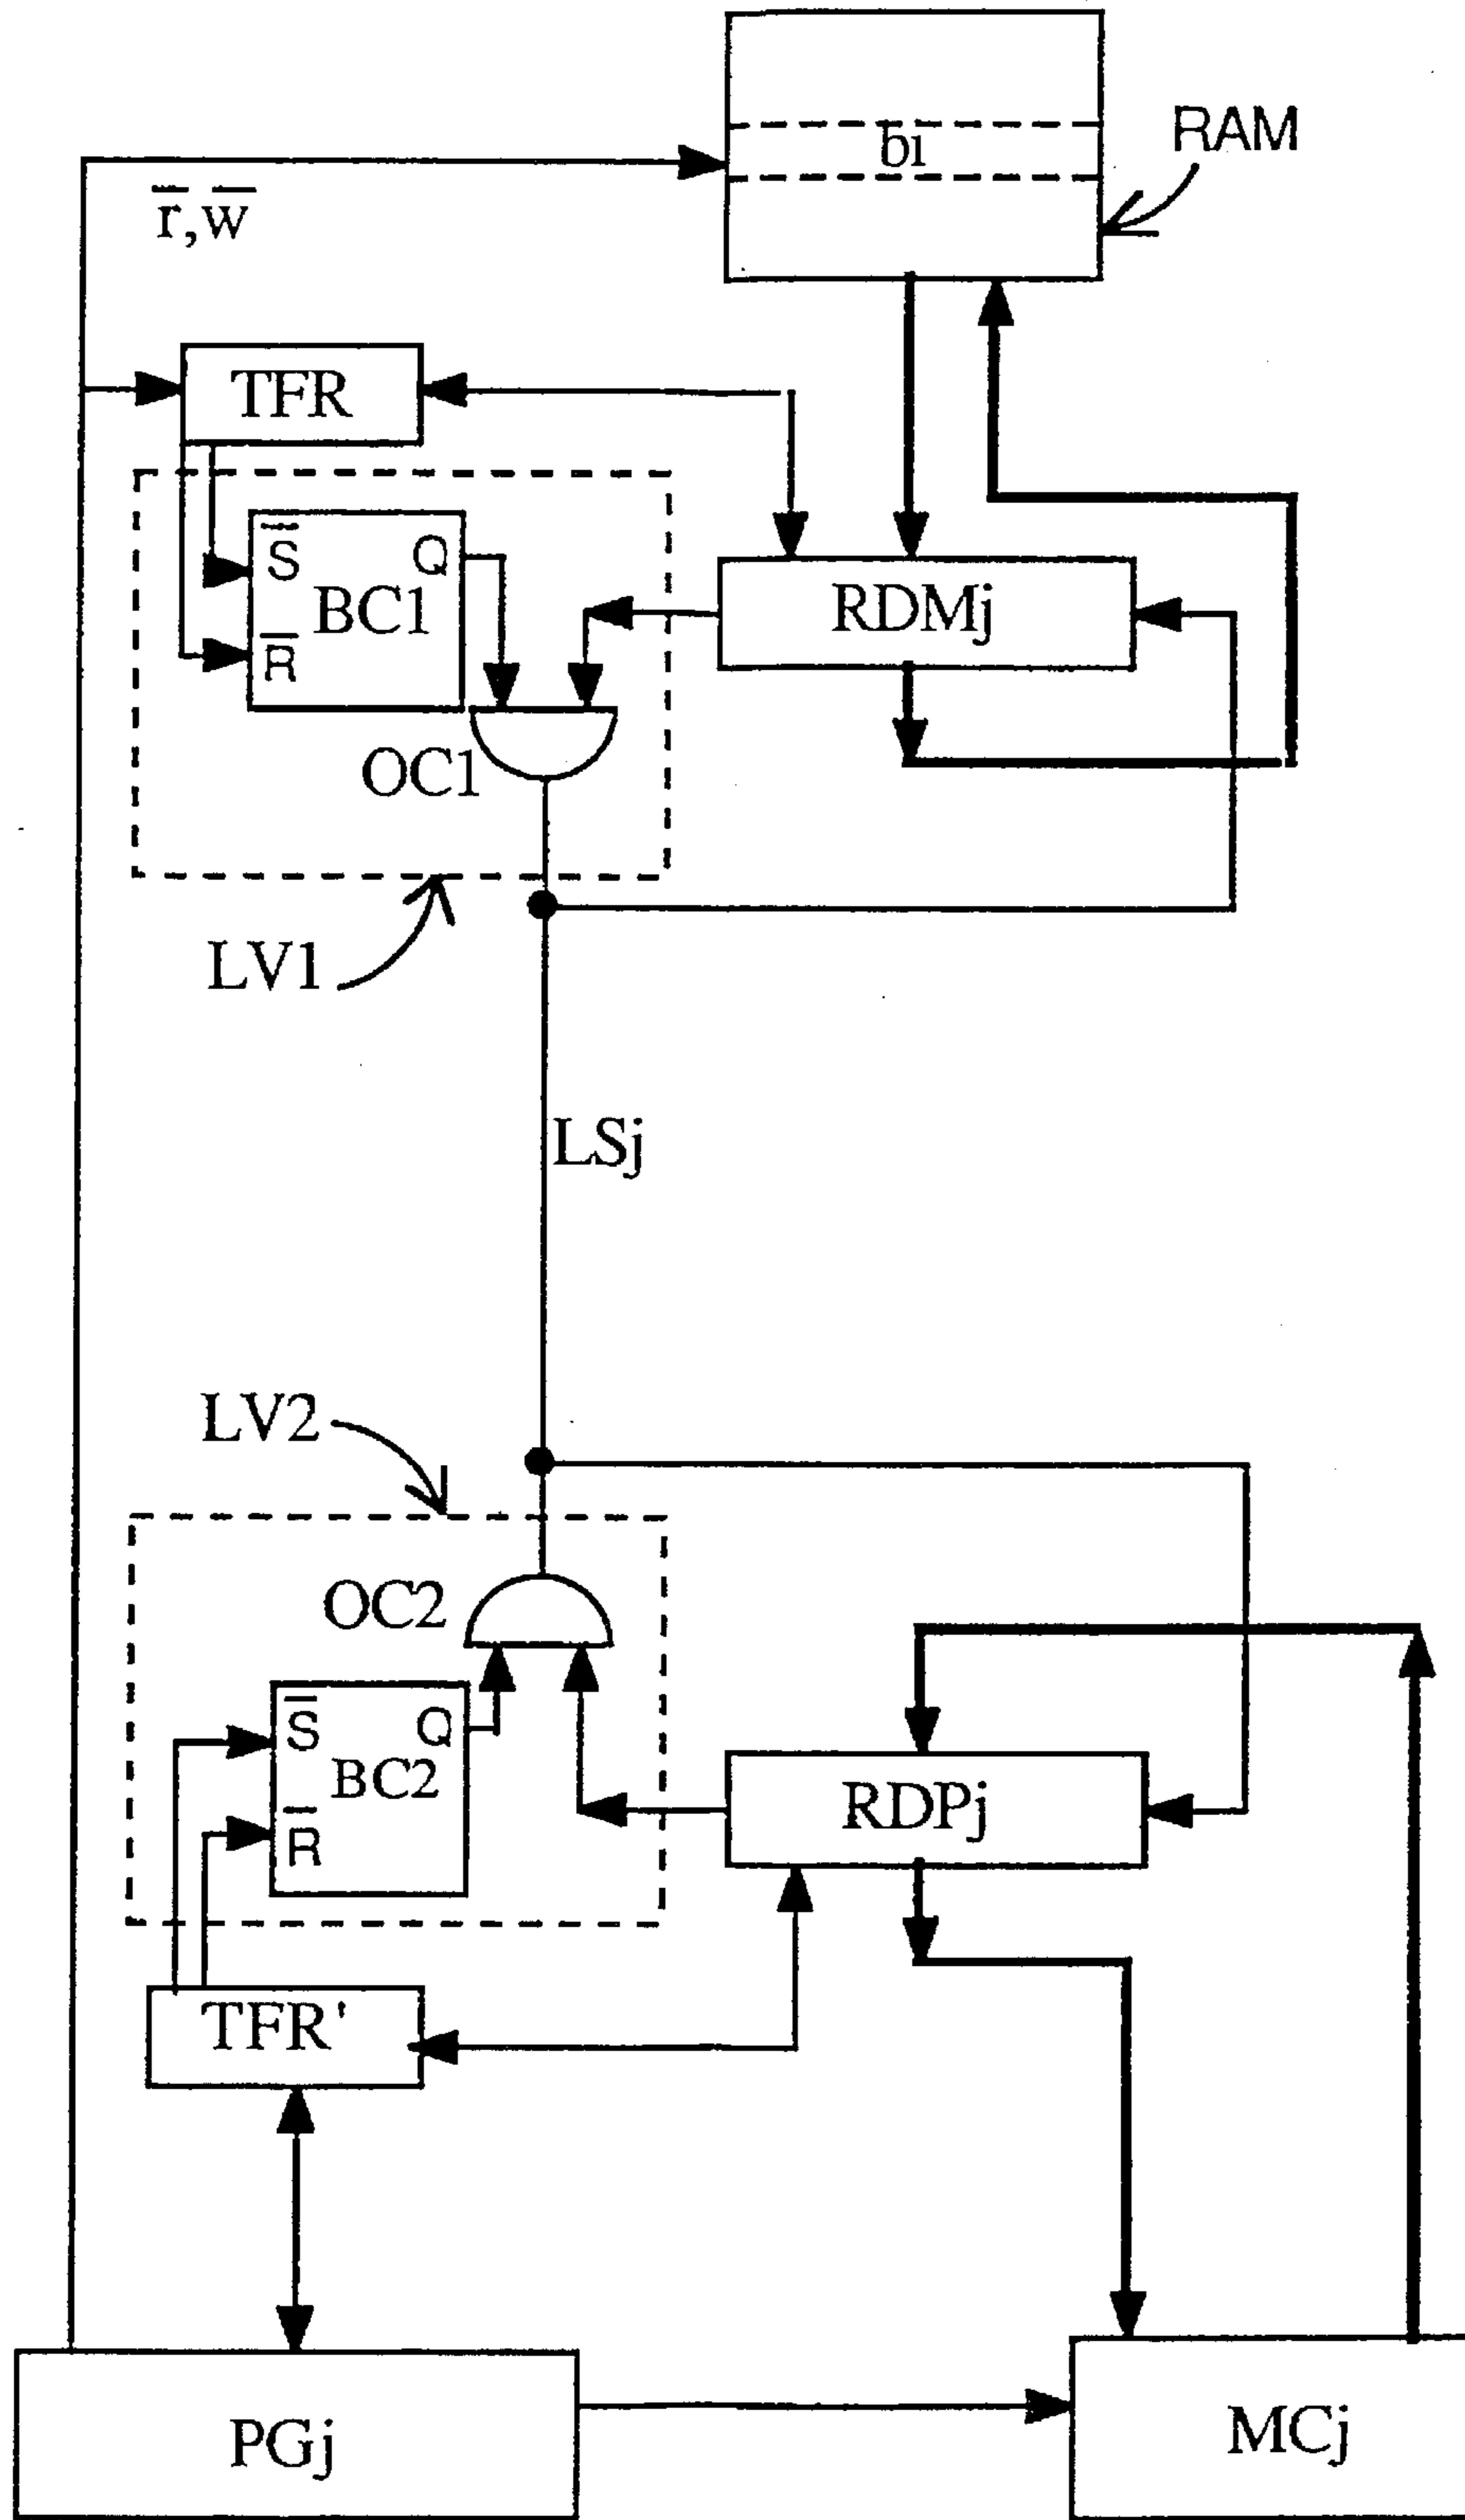 RAM
bi
r̅,w̅
TFR
S̅
Q
BC1
R̅
RDMj
OC1
LV1
LSj
LV2
OC2
S̅
Q
BC2
R̅
RDPj
TFR'
PGj
MCj